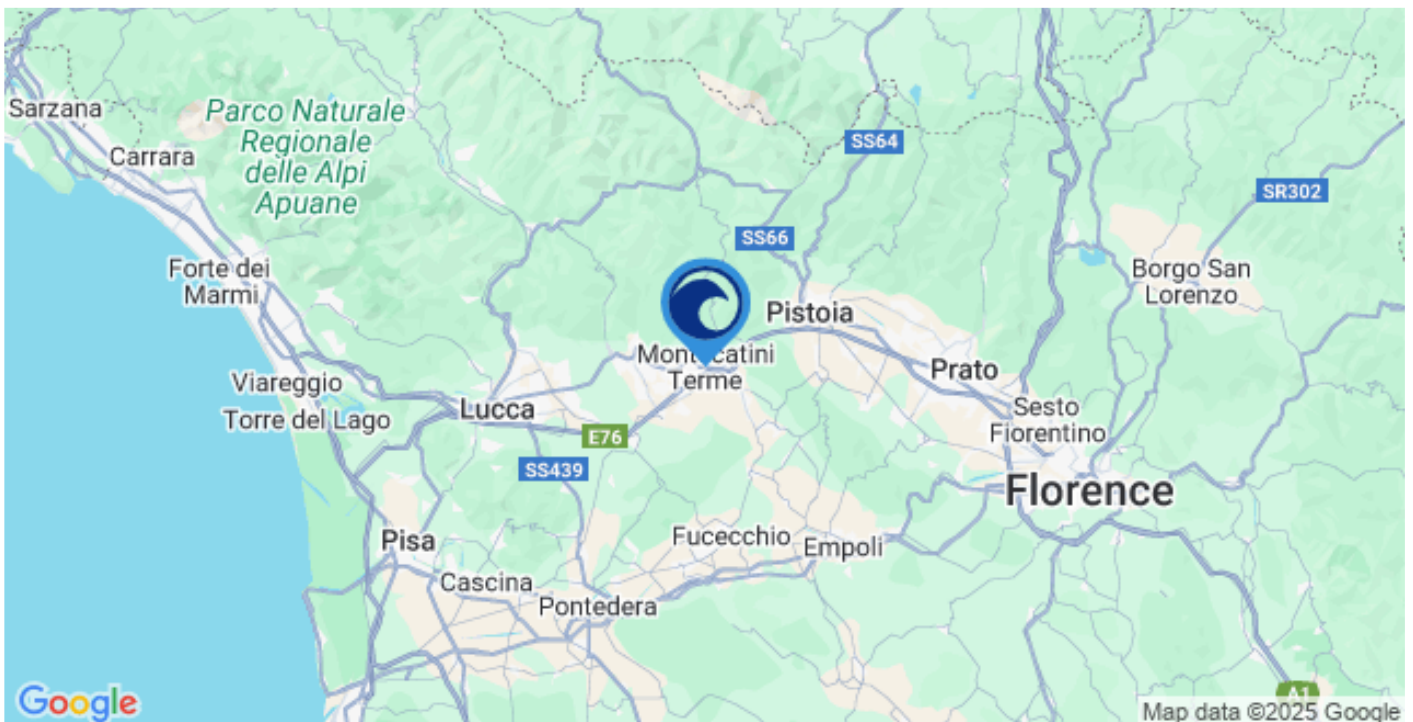 Sarzana
Carrara
Parco Naturale
Regionale
delle Alpi
Apuane
SS64
SR302
SS66
Forte dei
Marmi
Borgo San
Lorenzo
Pistoia
Montecatini
Terme
Prato
Viareggio
Torre del Lago
Lucca
E76
SS439
Sesto
Fiorentino
Florence
Pisa
Fucecchio
Empoli
Cascina
Pontedera
A1
Google
Map data ©2025 Google